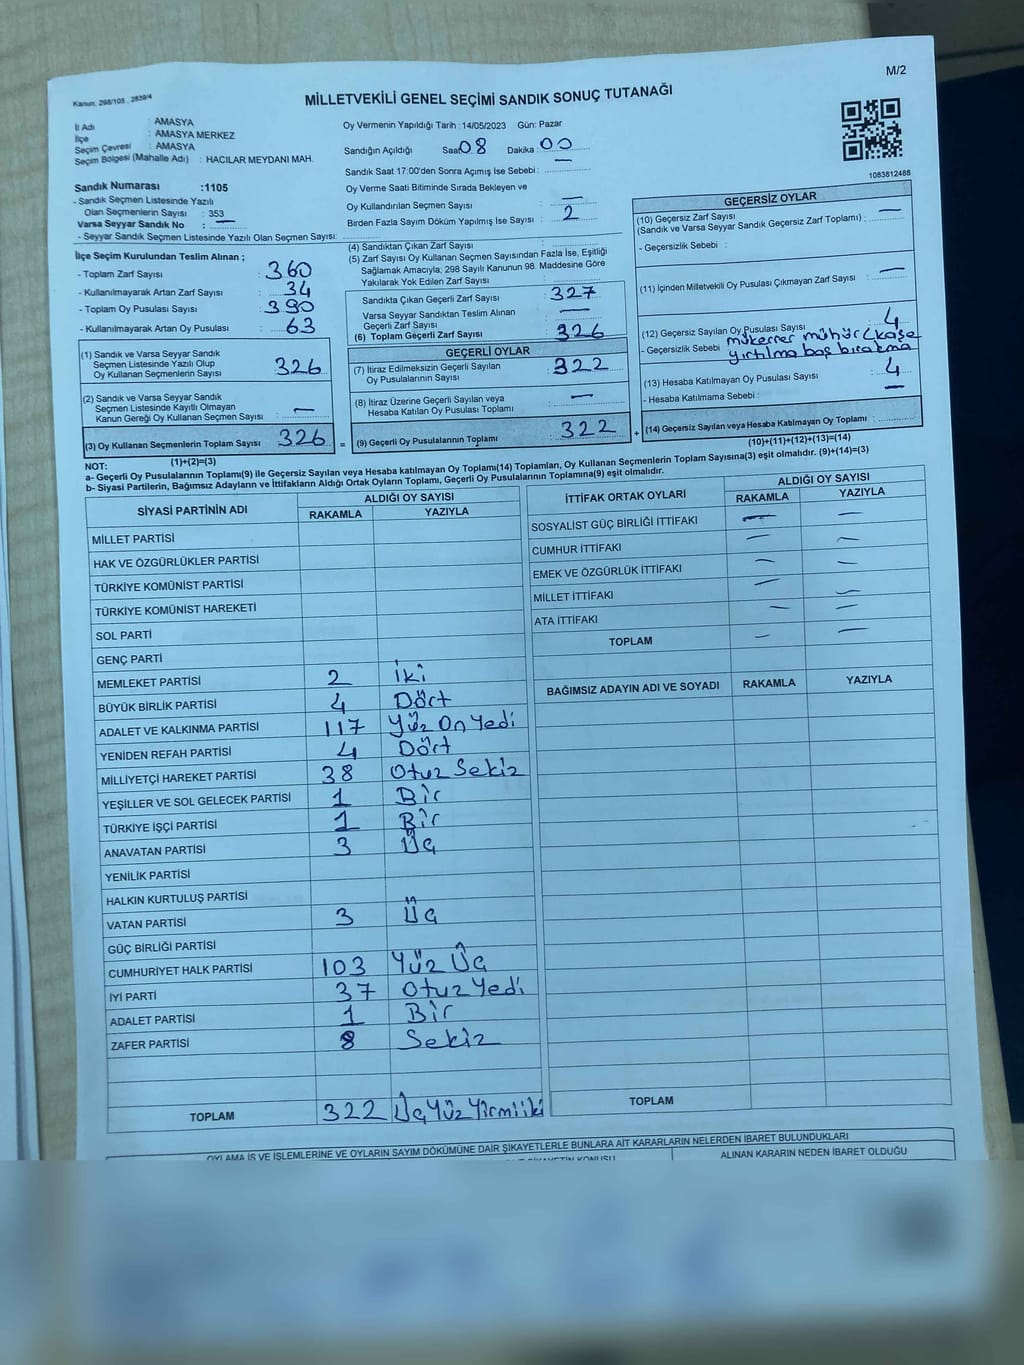 M/2
Kanun: 298/105 , 2839/4
MİLLETVEKİLİ GENEL SEÇİMİ SANDIK SONUÇ TUTANAĞI
İl Adı : AMASYA
İlçe : AMASYA MERKEZ
Seçim Çevresi : AMASYA
Seçim Bölgesi (Mahalle Adı) : HACILAR MEYDANI MAH.
Sandık Numarası :1105
- Sandık Seçmen Listesinde Yazılı
Olan Seçmenlerin Sayısı : 353
Varsa Seyyar Sandık No : —
- Seyyar Sandık Seçmen Listesinde Yazılı Olan Seçmen Sayısı:
Oy Vermenin Yapıldığı Tarih : 14/05/2023 Gün: Pazar
Sandığın Açıldığı Saat 08 Dakika 00
Sandık Saat 17:00'den Sonra Açımış İse Sebebi : —
Oy Verme Saati Bitiminde Sırada Bekleyen ve
Oy Kullandırılan Seçmen Sayısı —
Birden Fazla Sayım Döküm Yapılmış İse Sayısı : 2
1083812488
İlçe Seçim Kurulundan Teslim Alınan ;
- Toplam Zarf Sayısı : 360
- Kullanılmayarak Artan Zarf Sayısı : 34
- Toplam Oy Pusulası Sayısı : 390
- Kullanılmayarak Artan Oy Pusulası : 63
(1) Sandık ve Varsa Seyyar Sandık
Seçmen Listesinde Yazılı Olup
Oy Kullanan Seçmenlerin Sayısı : 326
(2) Sandık ve Varsa Seyyar Sandık
Seçmen Listesinde Kayıtlı Olmayan
Kanun Gereği Oy Kullanan Seçmen Sayısı : —
(3) Oy Kullanan Seçmenlerin Toplam Sayısı : 326 =
(1)+(2)=(3)
(4) Sandıktan Çıkan Zarf Sayısı :
(5) Zarf Sayısı Oy Kullanan Seçmen Sayısından Fazla İse, Eşitliği
Sağlamak Amacıyla; 298 Sayılı Kanunun 98. Maddesine Göre
Yakılarak Yok Edilen Zarf Sayısı :
Sandıkta Çıkan Geçerli Zarf Sayısı : 327
Varsa Seyyar Sandıktan Teslim Alınan
Geçerli Zarf Sayısı : —
(6) Toplam Geçerli Zarf Sayısı : 326
GEÇERLİ OYLAR
(7) İtiraz Edilmeksizin Geçerli Sayılan
Oy Pusulalarının Sayısı : 322
(8) İtiraz Üzerine Geçerli Sayılan veya
Hesaba Katılan Oy Pusulası Toplamı : —
(9) Geçerli Oy Pusulalarının Toplamı : 322 +
GEÇERSİZ OYLAR
(10) Geçersiz Zarf Sayısı
(Sandık ve Varsa Seyyar Sandık Geçersiz Zarf Toplamı) : —
- Geçersizlik Sebebi :
(11) İçinden Milletvekili Oy Pusulası Çıkmayan Zarf Sayısı : —
(12) Geçersiz Sayılan Oy Pusulası Sayısı : 4
- Geçersizlik Sebebi : mükerrer mühür (kaşe
yırtılma boş bırakma
(13) Hesaba Katılmayan Oy Pusulası Sayısı : 4
- Hesaba Katılmama Sebebi : —
(14) Geçersiz Sayılan veya Hesaba Katılmayan Oy Toplamı :
(10)+(11)+(12)+(13)=(14)
NOT:
a- Geçerli Oy Pusulalarının Toplamı(9) ile Geçersiz Sayılan veya Hesaba katılmayan Oy Toplamı(14) Toplamları, Oy Kullanan Seçmenlerin Toplam Sayısına(3) eşit olmalıdır. (9)+(14)=(3)
b- Siyasi Partilerin, Bağımsız Adayların ve İttifakların Aldığı Ortak Oyların Toplamı, Geçerli Oy Pusulalarının Toplamına(9) eşit olmalıdır.
SİYASİ PARTİNİN ADI ALDIĞI OY SAYISI
RAKAMLA YAZIYLA
MİLLET PARTİSİ
HAK VE ÖZGÜRLÜKLER PARTİSİ
TÜRKİYE KOMÜNİST PARTİSİ
TÜRKİYE KOMÜNİST HAREKETİ
SOL PARTİ
GENÇ PARTİ
MEMLEKET PARTİSİ 2 İki
BÜYÜK BİRLİK PARTİSİ 4 Dört
ADALET VE KALKINMA PARTİSİ 117 Yüz On Yedi
YENİDEN REFAH PARTİSİ 4 Dört
MİLLİYETÇİ HAREKET PARTİSİ 38 Otuz Sekiz
YEŞİLLER VE SOL GELECEK PARTİSİ 1 Bir
TÜRKİYE İŞÇİ PARTİSİ 1 Bir
ANAVATAN PARTİSİ 3 Üç
YENİLİK PARTİSİ
HALKIN KURTULUŞ PARTİSİ
VATAN PARTİSİ 3 Üç
GÜÇ BİRLİĞİ PARTİSİ
CUMHURİYET HALK PARTİSİ 103 Yüz Üç
İYİ PARTİ 37 Otuz Yedi
ADALET PARTİSİ 1 Bir
ZAFER PARTİSİ 8 Sekiz
TOPLAM 322 Üç Yüz Yirmi iki
İTTİFAK ORTAK OYLARI ALDIĞI OY SAYISI
RAKAMLA YAZIYLA
SOSYALİST GÜÇ BİRLİĞİ İTTİFAKI — —
CUMHUR İTTİFAKI — —
EMEK VE ÖZGÜRLÜK İTTİFAKI — —
MİLLET İTTİFAKI — —
ATA İTTİFAKI — —
TOPLAM — —
BAĞIMSIZ ADAYIN ADI VE SOYADI RAKAMLA YAZIYLA
TOPLAM
OYLAMA İŞ VE İŞLEMLERİNE VE OYLARIN SAYIM DÖKÜMÜNE DAİR ŞİKAYETLERLE BUNLARA AİT KARARLARIN NELERDEN İBARET BULUNDUKLARI
ALINAN KARARIN NEDEN İBARET OLDUĞU